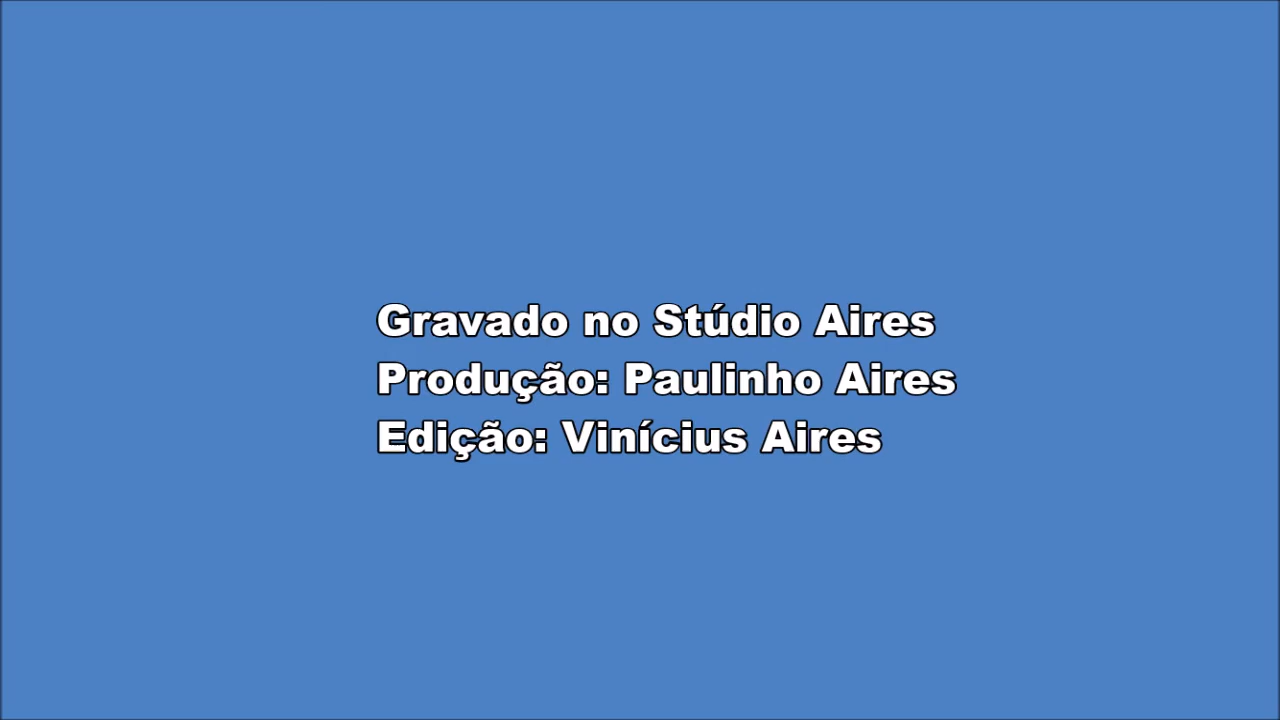 Gravado no Stúdio Aires
Produção: Paulinho Aires
Edição: Vinícius Aires